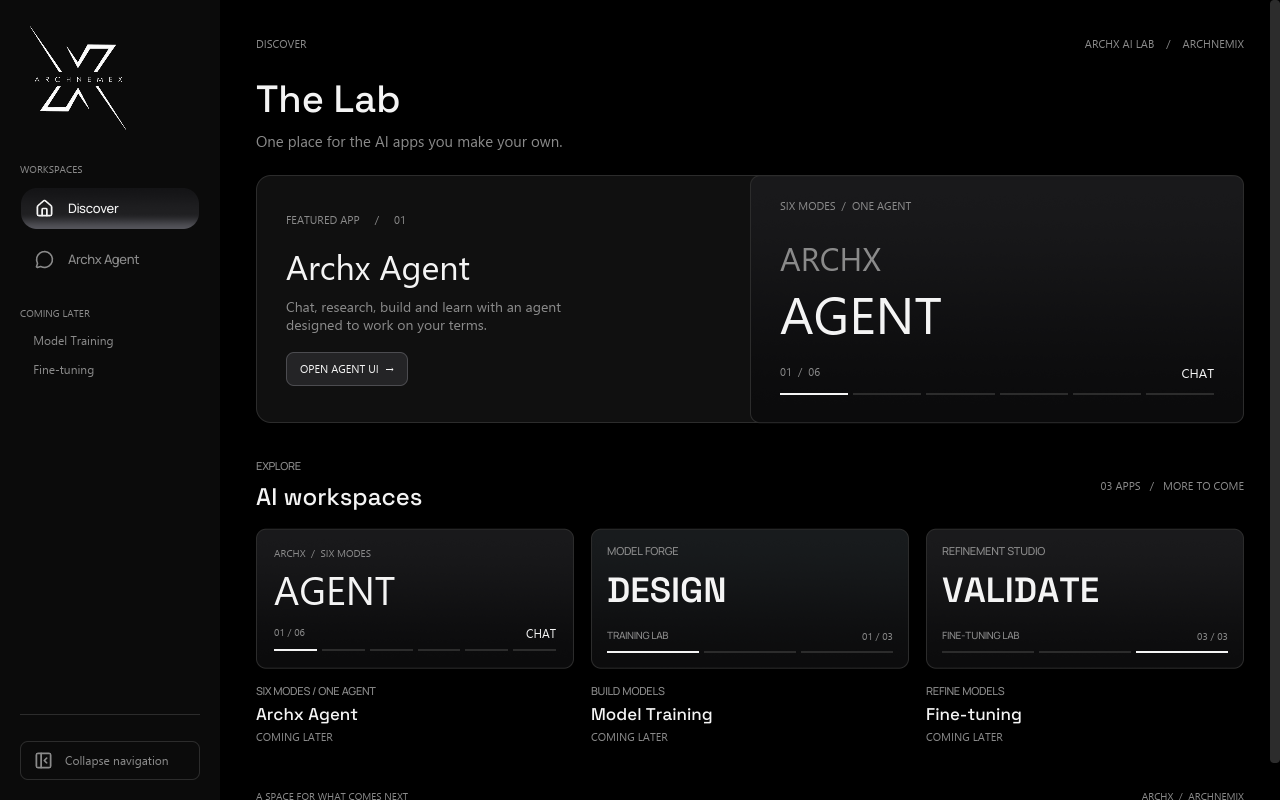 ARCHNEMEX
WORKSPACES
Discover
Archx Agent
COMING LATER
Model Training
Fine-tuning
Collapse navigation
DISCOVER
ARCHX AI LAB / ARCHNEMIX
The Lab
One place for the AI apps you make your own.
FEATURED APP / 01
Archx Agent
Chat, research, build and learn with an agent
designed to work on your terms.
OPEN AGENT UI →
SIX MODES / ONE AGENT
ARCHX
AGENT
01 / 06
CHAT
EXPLORE
AI workspaces
03 APPS / MORE TO COME
ARCHX / SIX MODES
AGENT
01 / 06
CHAT
SIX MODES / ONE AGENT
Archx Agent
COMING LATER
MODEL FORGE
DESIGN
TRAINING LAB
01 / 03
BUILD MODELS
Model Training
COMING LATER
REFINEMENT STUDIO
VALIDATE
FINE-TUNING LAB
03 / 03
REFINE MODELS
Fine-tuning
COMING LATER
A SPACE FOR WHAT COMES NEXT
ARCHX / ARCHNEMIX